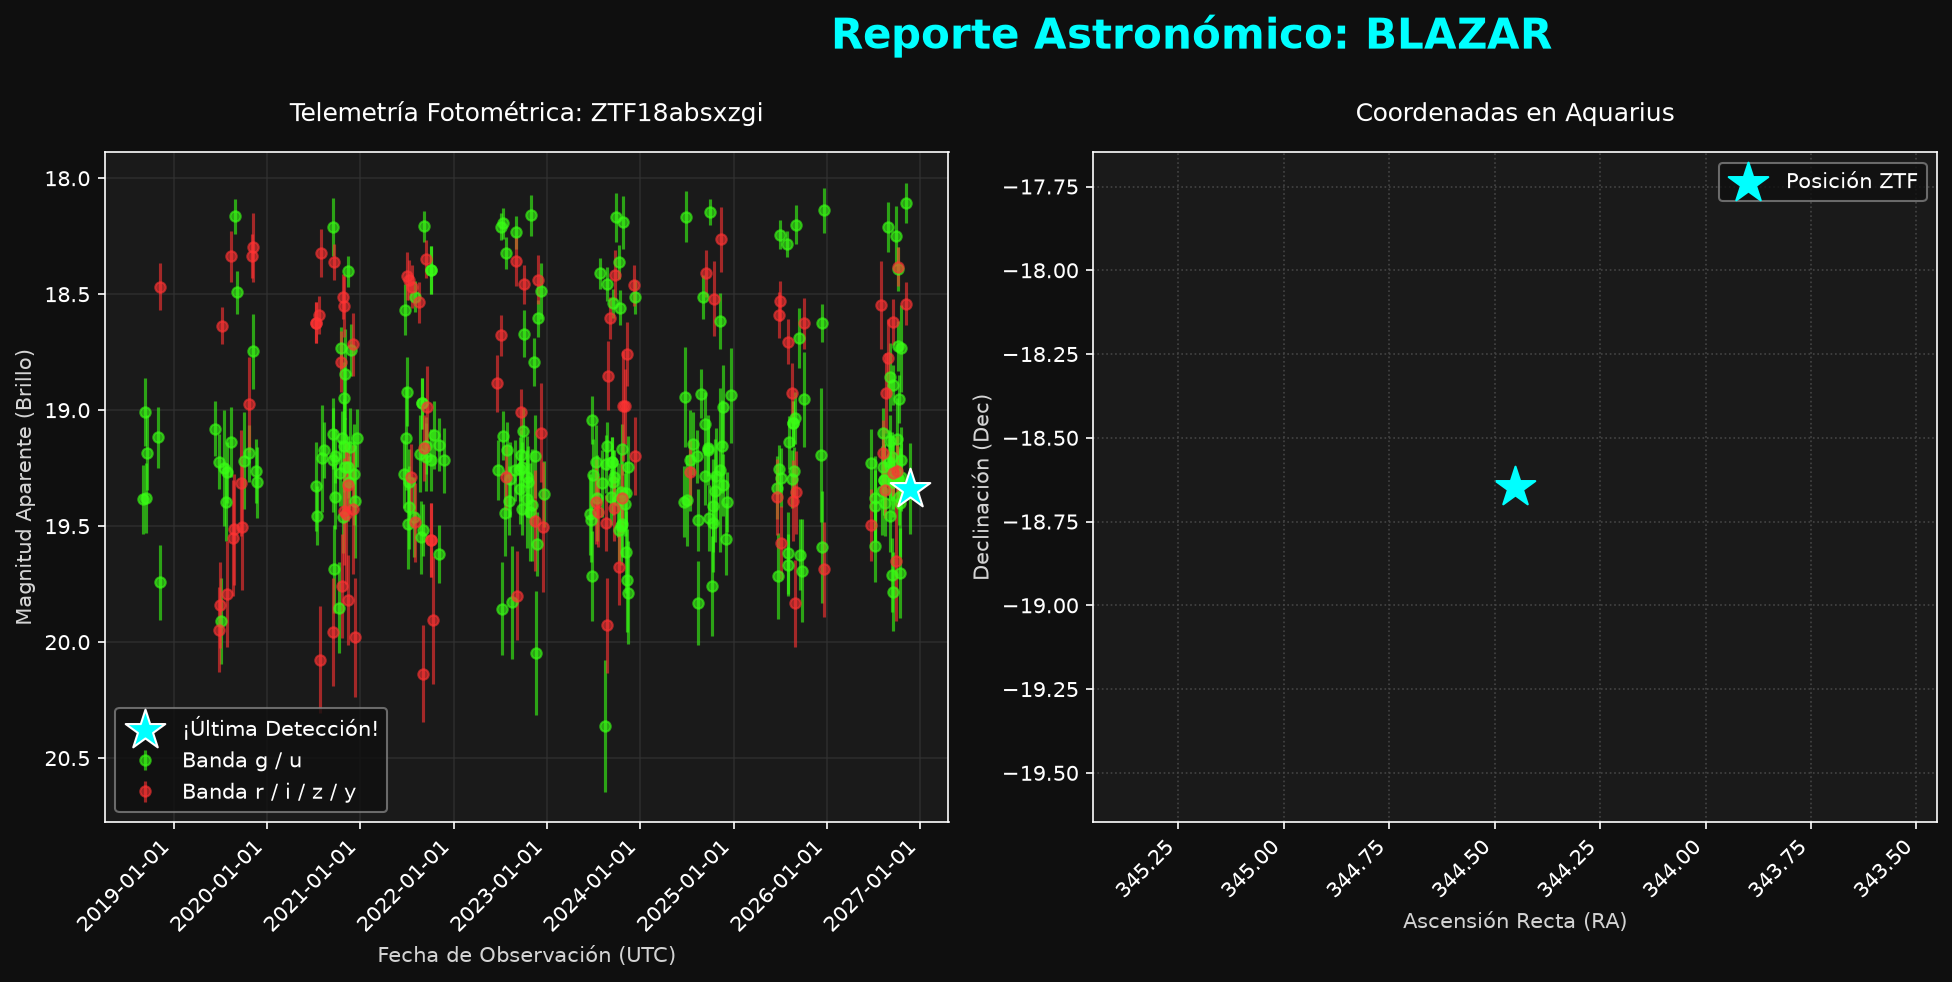 Reporte Astronómico: BLAZAR
Telemetría Fotométrica: ZTF18absxzgi
Magnitud Aparente (Brillo)
18.0
18.5
19.0
19.5
20.0
20.5
¡Última Detección!
Banda g / u
Banda r / i / z / y
2019-01-01
2020-01-01
2021-01-01
2022-01-01
2023-01-01
2024-01-01
2025-01-01
2026-01-01
2027-01-01
Fecha de Observación (UTC)
Coordenadas en Aquarius
Posición ZTF
Declinación (Dec)
−17.75
−18.00
−18.25
−18.50
−18.75
−19.00
−19.25
−19.50
345.25
345.00
344.75
344.50
344.25
344.00
343.75
343.50
Ascensión Recta (RA)